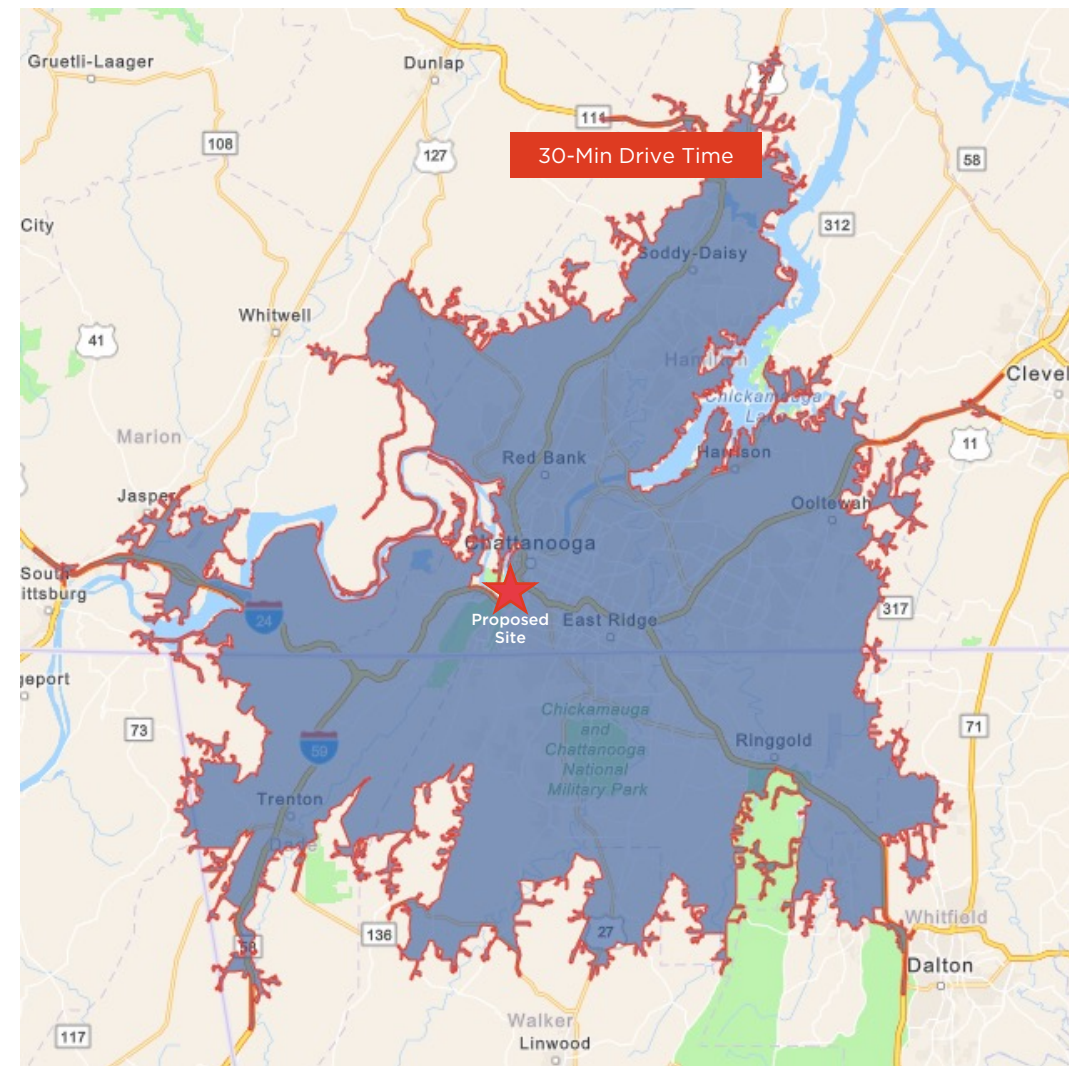 Gruetli-Laager
Dunlap
27
111
108
127
30-Min Drive Time
58
City
312
Soddy-Daisy
Whitwell
41
Hamilton
Clevel
Chickamauga
Marion
11
Red Bank
Harrison
Jasper
Ooltewah
Chattanooga
South
ittsburg
24
317
Proposed
Site
East Ridge
geport
Chickamauga
and
Chattanooga
National
Military Park
73
59
71
Ringgold
Trenton
Dade
136
27
Whitfield
Dalton
Walker
117
Linwood